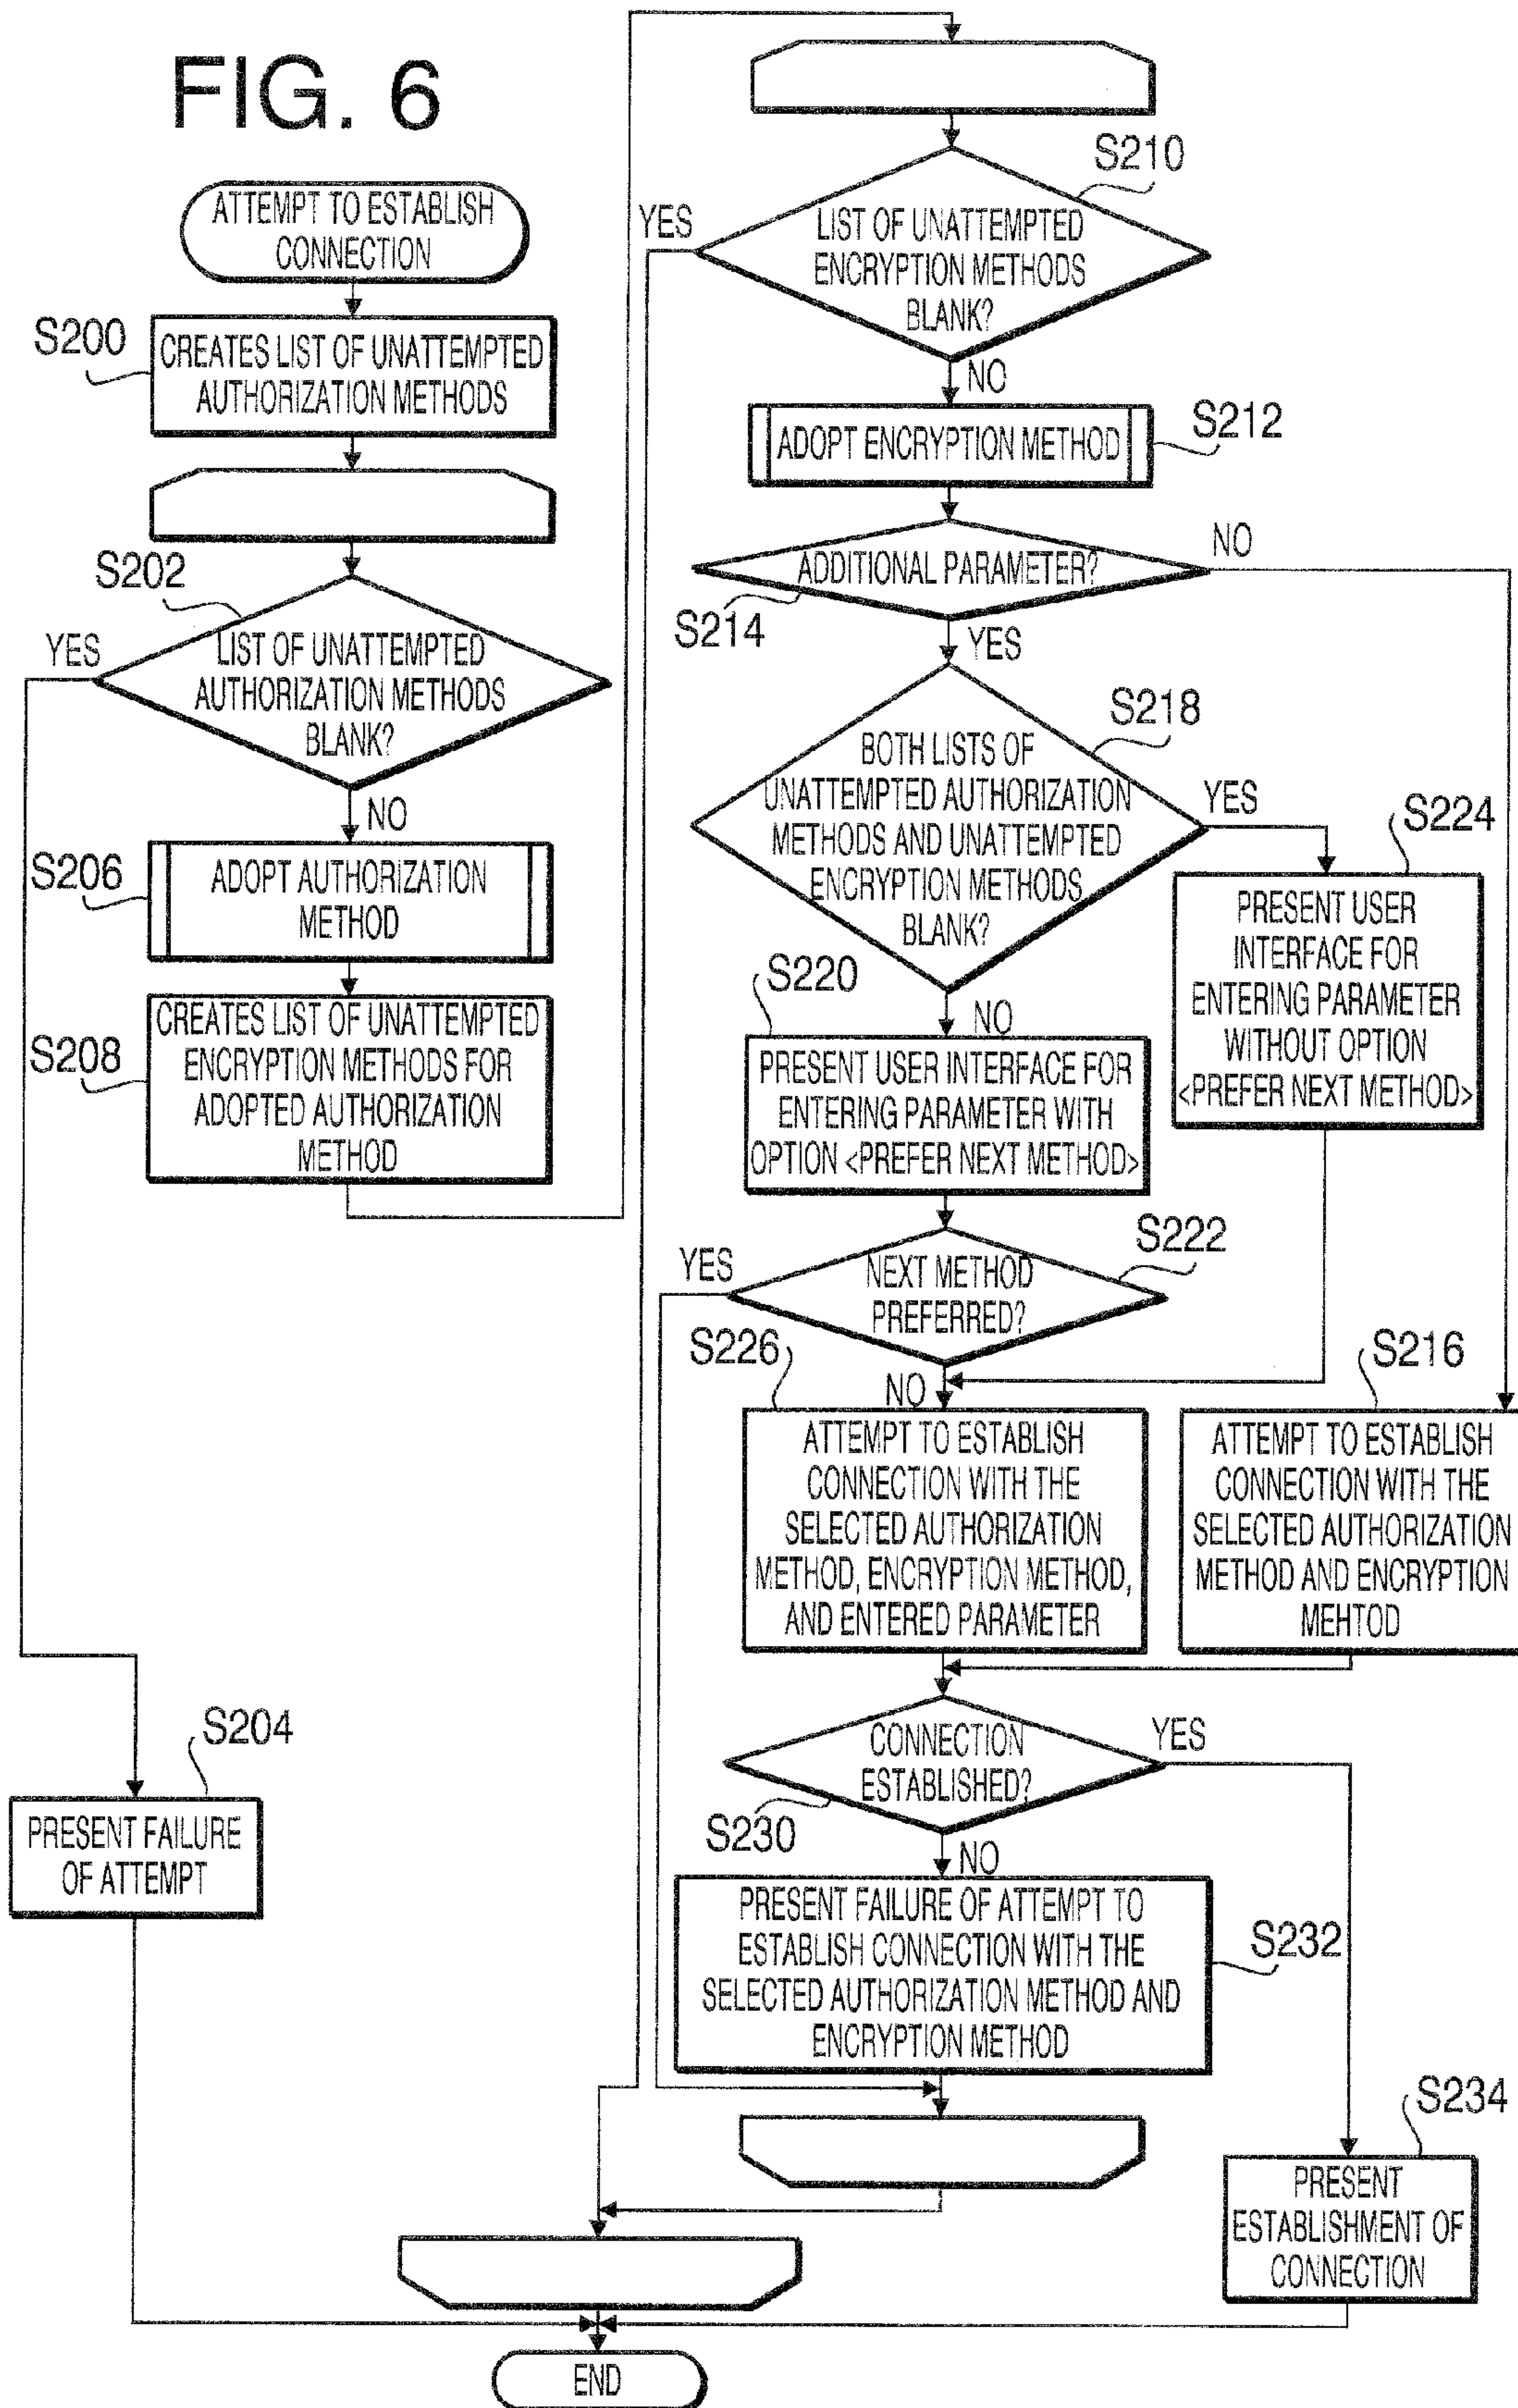 FIG. 6
ATTEMPT TO ESTABLISH
CONNECTION
S200
CREATES LIST OF UNATTEMPTED
AUTHORIZATION METHODS
S202
YES
LIST OF UNATTEMPTED
AUTHORIZATION METHODS
BLANK?
NO
S206
ADOPT AUTHORIZATION
METHOD
S208
CREATES LIST OF UNATTEMPTED
ENCRYPTION METHODS FOR
ADOPTED AUTHORIZATION
METHOD
S204
PRESENT FAILURE
OF ATTEMPT
S210
YES
LIST OF UNATTEMPTED
ENCRYPTION METHODS
BLANK?
NO
ADOPT ENCRYPTION METHOD
S212
ADDITIONAL PARAMETER?
NO
S214
YES
S218
BOTH LISTS OF
UNATTEMPTED AUTHORIZATION
METHODS AND UNATTEMPTED
ENCRYPTION METHODS
BLANK?
YES
S224
PRESENT USER
INTERFACE FOR
ENTERING PARAMETER
WITHOUT OPTION
<PREFER NEXT METHOD>
S220
NO
PRESENT USER INTERFACE FOR
ENTERING PARAMETER WITH
OPTION <PREFER NEXT METHOD>
S222
YES
NEXT METHOD
PREFERRED?
S226
NO
ATTEMPT TO ESTABLISH
CONNECTION WITH THE
SELECTED AUTHORIZATION
METHOD, ENCRYPTION METHOD,
AND ENTERED PARAMETER
S216
ATTEMPT TO ESTABLISH
CONNECTION WITH THE
SELECTED AUTHORIZATION
METHOD AND ENCRYPTION
MEHTOD
CONNECTION
ESTABLISHED?
YES
S230
NO
PRESENT FAILURE OF ATTEMPT TO
ESTABLISH CONNECTION WITH THE
SELECTED AUTHORIZATION METHOD AND
ENCRYPTION METHOD
S232
S234
PRESENT
ESTABLISHMENT OF
CONNECTION
END